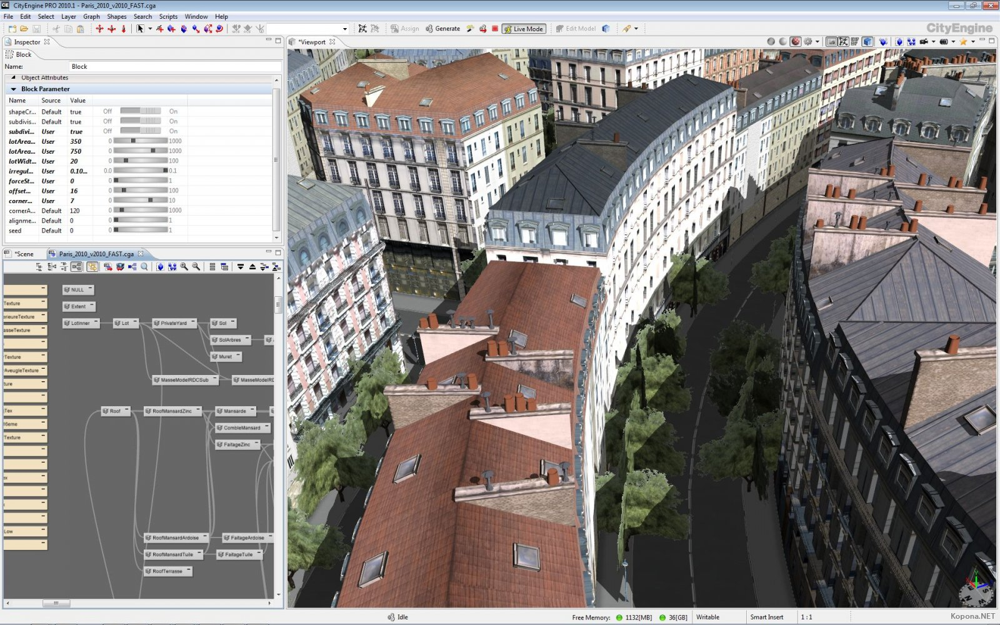 CityEngine PRO 2010.1 - Paris_2010_v2010_FAST.cga
File Edit Select Layer Graph Shapes Search Scripts Window Help
Assign Generate Live Mode Edit Model CityEngine
Inspector
Block
Name: Block
Object Attributes
Block Parameter
Name Source Value
shapeCr... Default true Off On
subdivis... Default true Off On
subdivi... User true Off On
lotArea... User 350 0 1000
lotArea... User 750 0 1000
lotWidt... User 20 0 100
irregul... User 0.10... 0.0 0.1
forceSt... User 0 0 1
offset... User 16 0 100
corner... User 7 0 10
cornerA... Default 120 0 1000
alignme... Default 0 0 1
seed Default 0 0 1
*Scene Paris_2010_v2010_FAST.cga
*Viewport
NULL
Texture
Extent
erieureTexture
LotInner Lot PrivateYard Sol
asseTexture
SolArbres
Texture
Muret
AveugleTexture
ture
MasseModelRDCSub MasseModelRD
Tex
Roof RoofMansardZinc Mansarde
CombleMansard
Texture
FaitageZinc
ex
Low
RoofMansardArdoise FaitageArdoise
RoofMansardTuile FaitageTuile
RoofTerrasse
Idle
Free Memory: 1132[MB] 36[GB] Writable Smart Insert 1 : 1
Kopona.NET